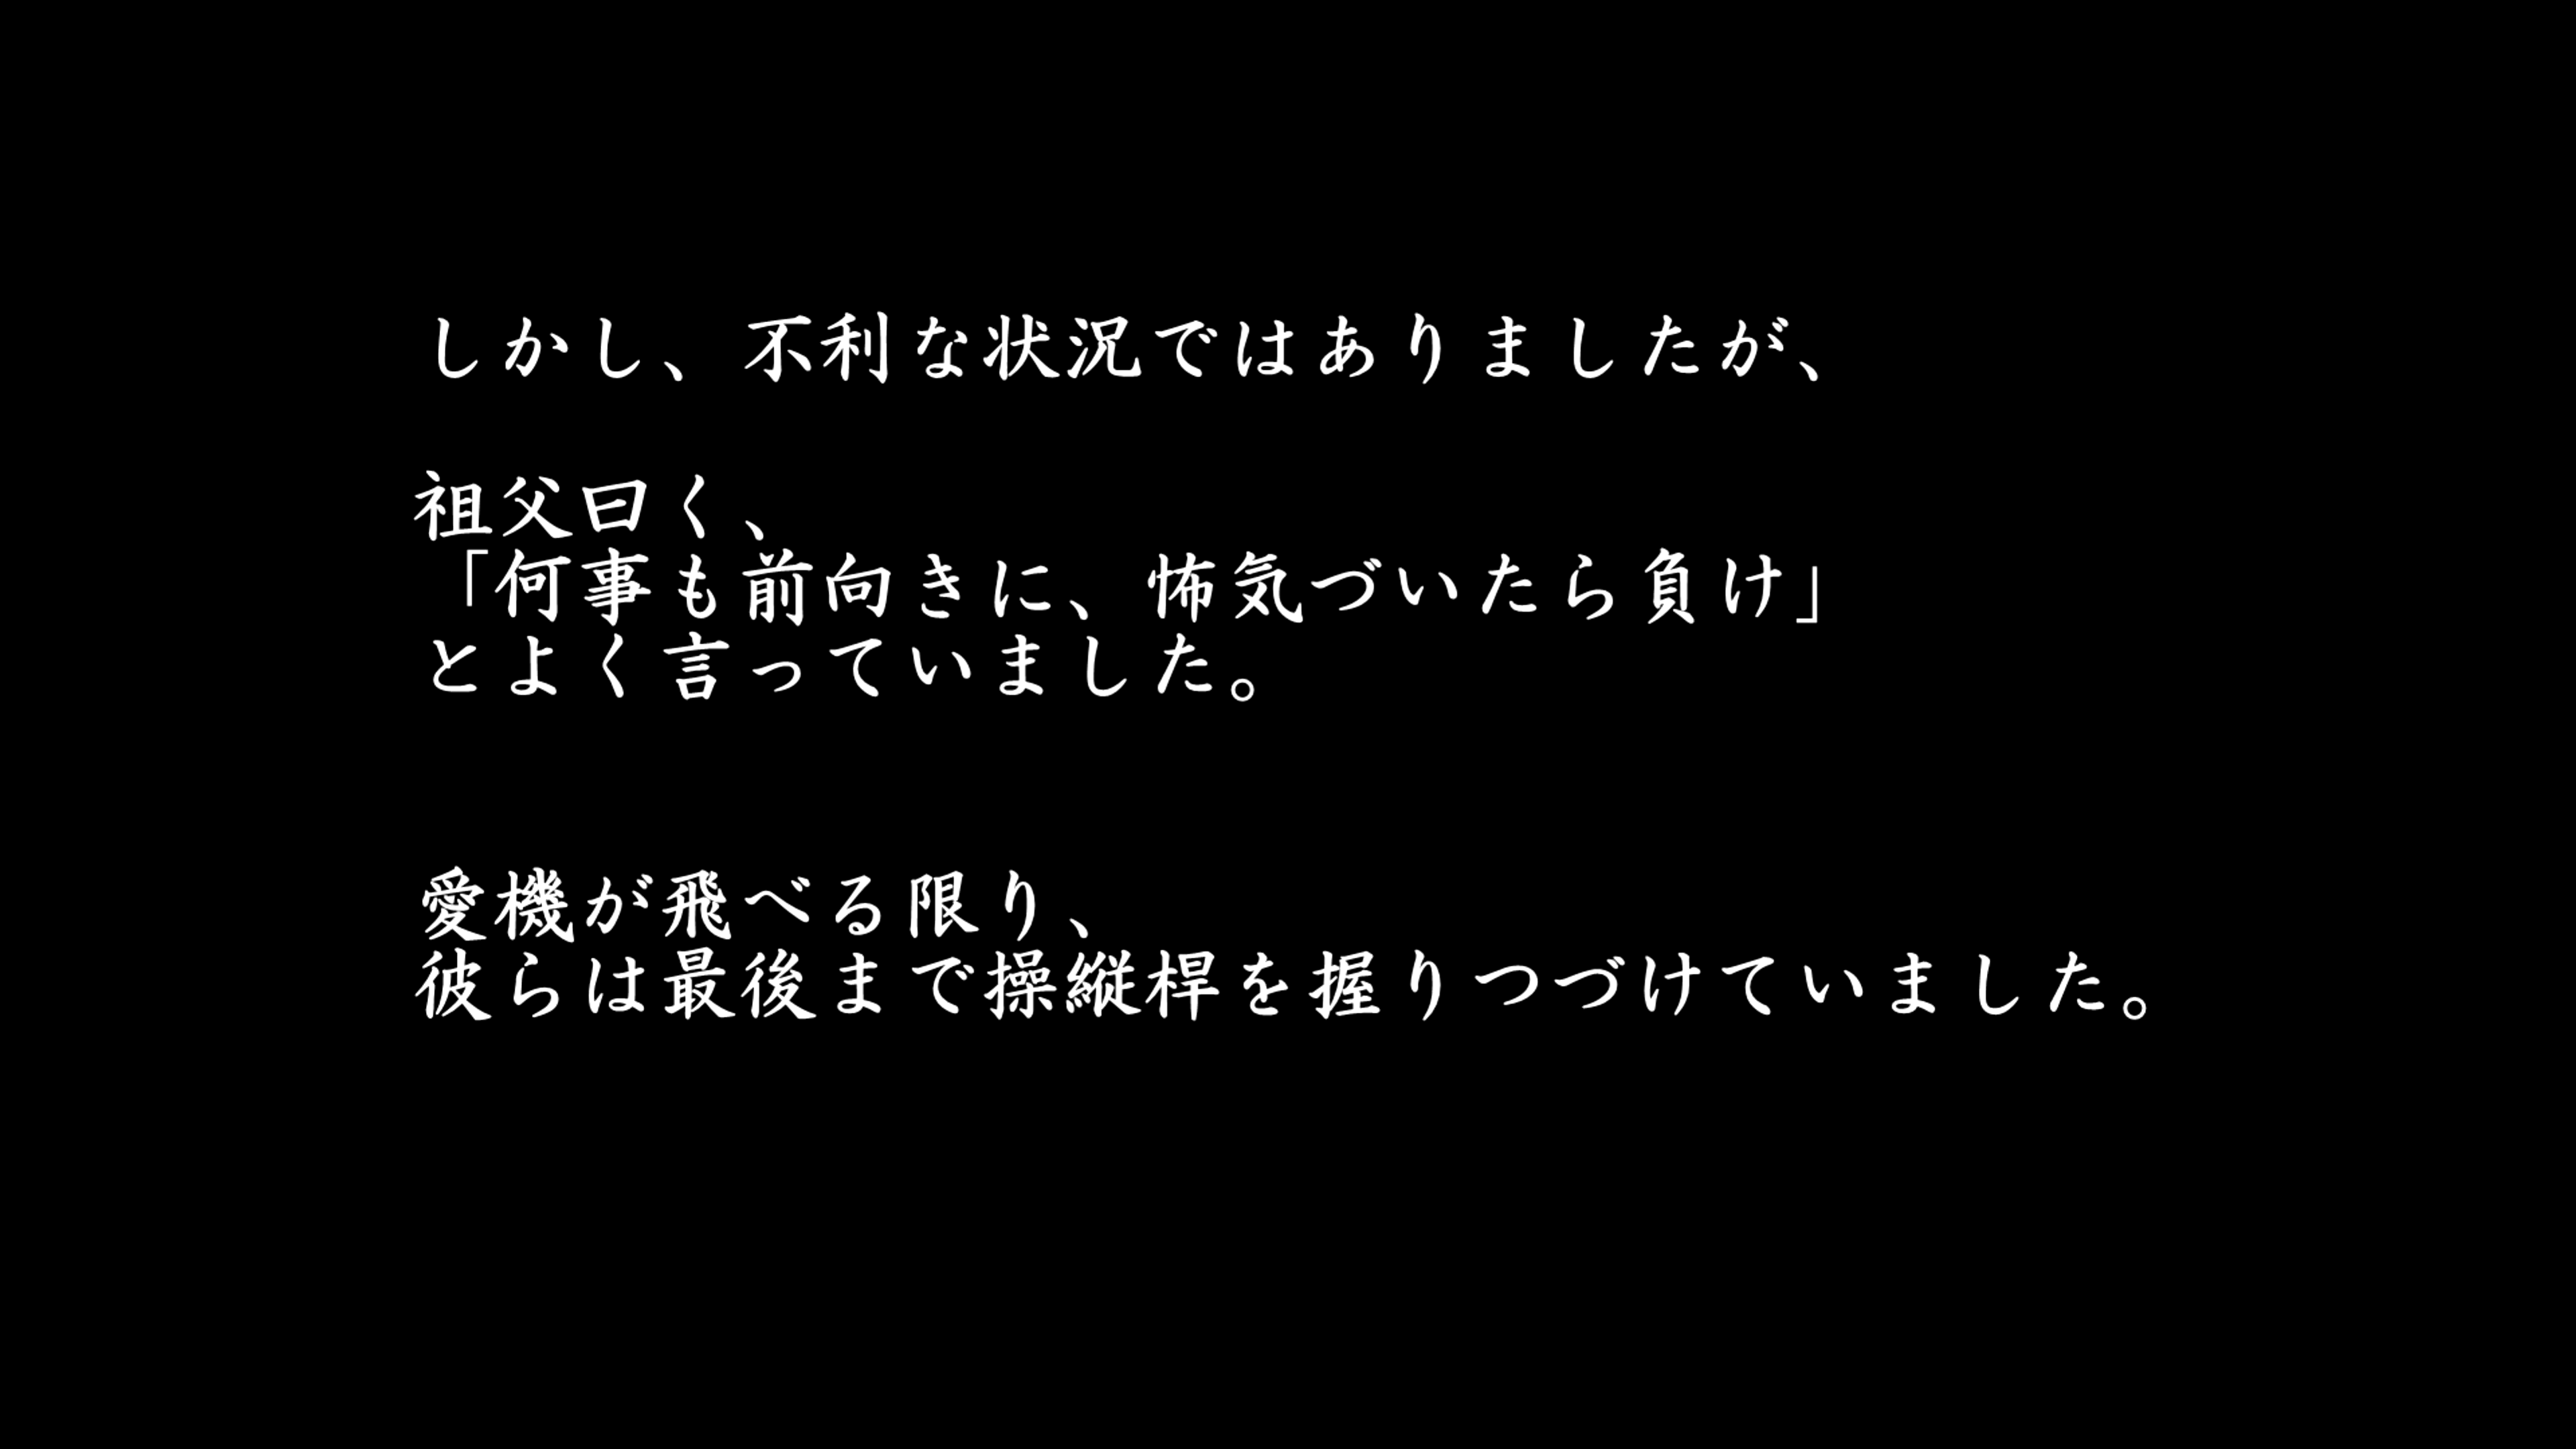 しかし、不利な状況ではありましたが、
祖父曰く、
「何事も前向きに、怖気づいたら負け」
とよく言っていました。
愛機が飛べる限り、
彼らは最後まで操縦桿を握りつづけていました。